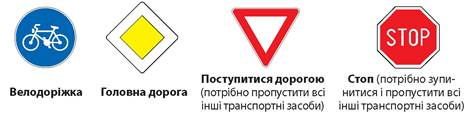 STOP
Велодоріжка
Головна дорога
Поступитися дорогою
(потрібно пропустити всі
інші транспортні засоби)
Стоп (потрібно зупи-
нитися і пропустити всі
інші транспортні засоби)